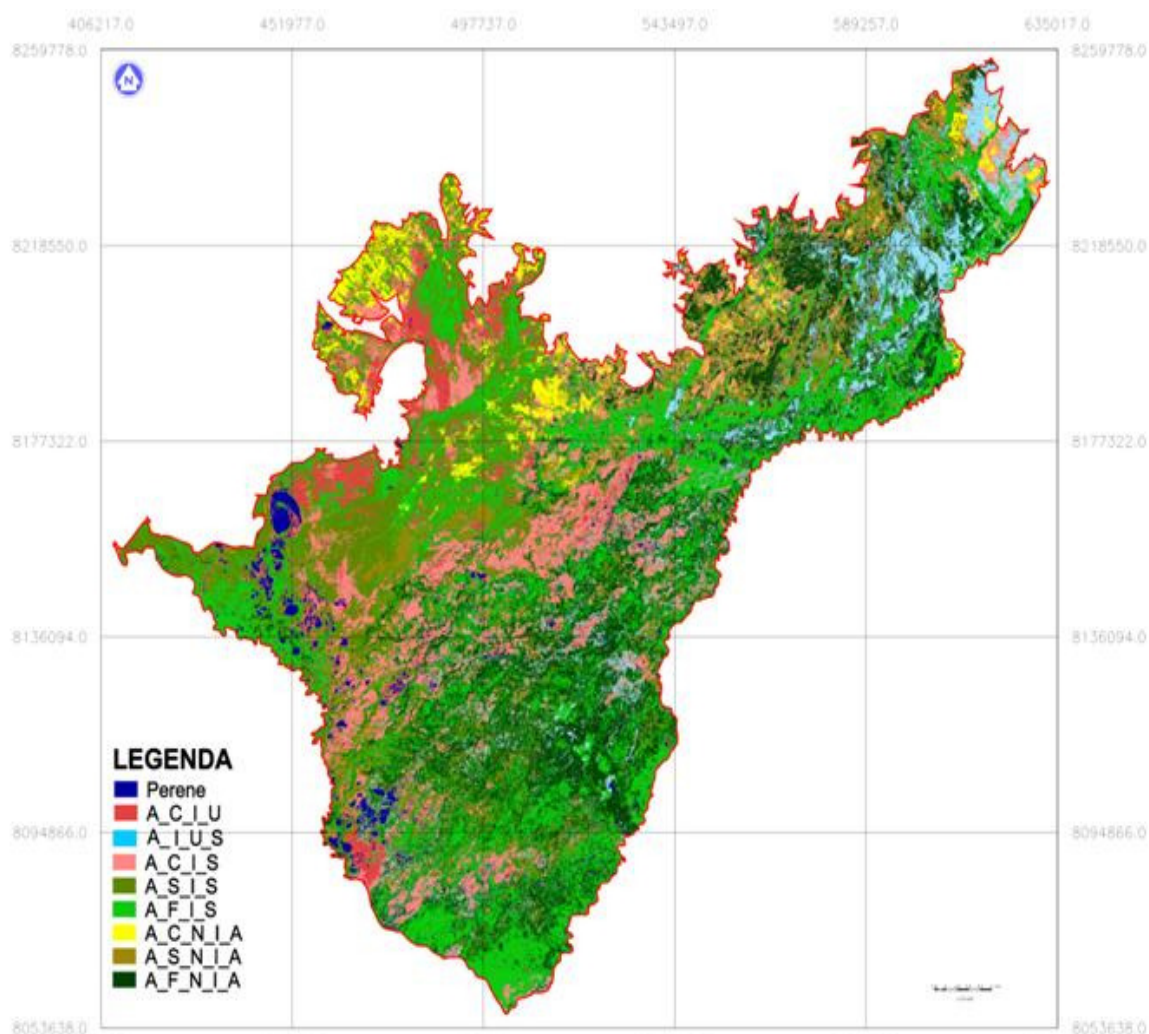 406217.0 451977.0 497737.0 543497.0 589257.0 635017.0
8259778.0 8259778.0
N
8218550.0 8218550.0
8177322.0 8177322.0
8136094.0 8136094.0
LEGENDA
Perene
A_C_I_U
8094866.0 8094866.0
A_I_U_S
A_C_I_S
A_S_I_S
A_F_I_S
A_C_N_I_A
A_S_N_I_A
A_F_N_I_A
8053638.0 8053638.0